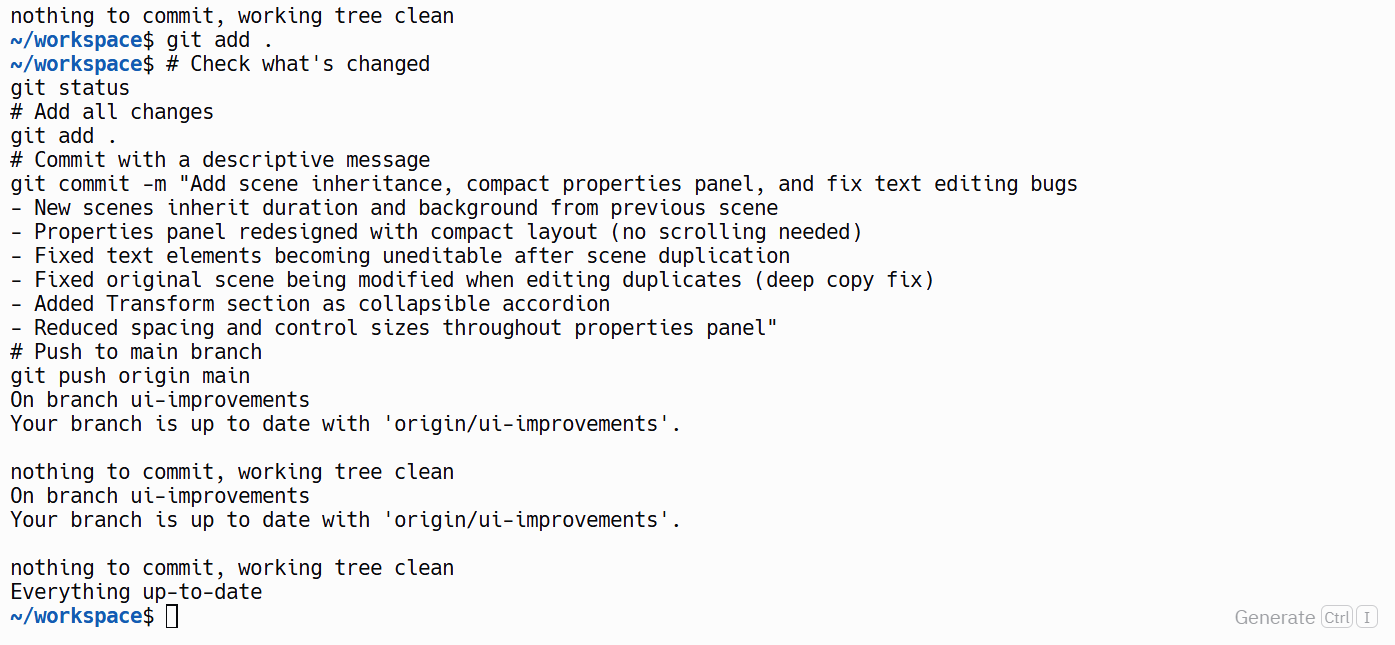 nothing to commit, working tree clean
~/workspace$ git add .
~/workspace$ # Check what's changed
git status
# Add all changes
git add .
# Commit with a descriptive message
git commit -m "Add scene inheritance, compact properties panel, and fix text editing bugs
- New scenes inherit duration and background from previous scene
- Properties panel redesigned with compact layout (no scrolling needed)
- Fixed text elements becoming uneditable after scene duplication
- Fixed original scene being modified when editing duplicates (deep copy fix)
- Added Transform section as collapsible accordion
- Reduced spacing and control sizes throughout properties panel"
# Push to main branch
git push origin main
On branch ui-improvements
Your branch is up to date with 'origin/ui-improvements'.
nothing to commit, working tree clean
On branch ui-improvements
Your branch is up to date with 'origin/ui-improvements'.
nothing to commit, working tree clean
Everything up-to-date
~/workspace$
Generate Ctrl I